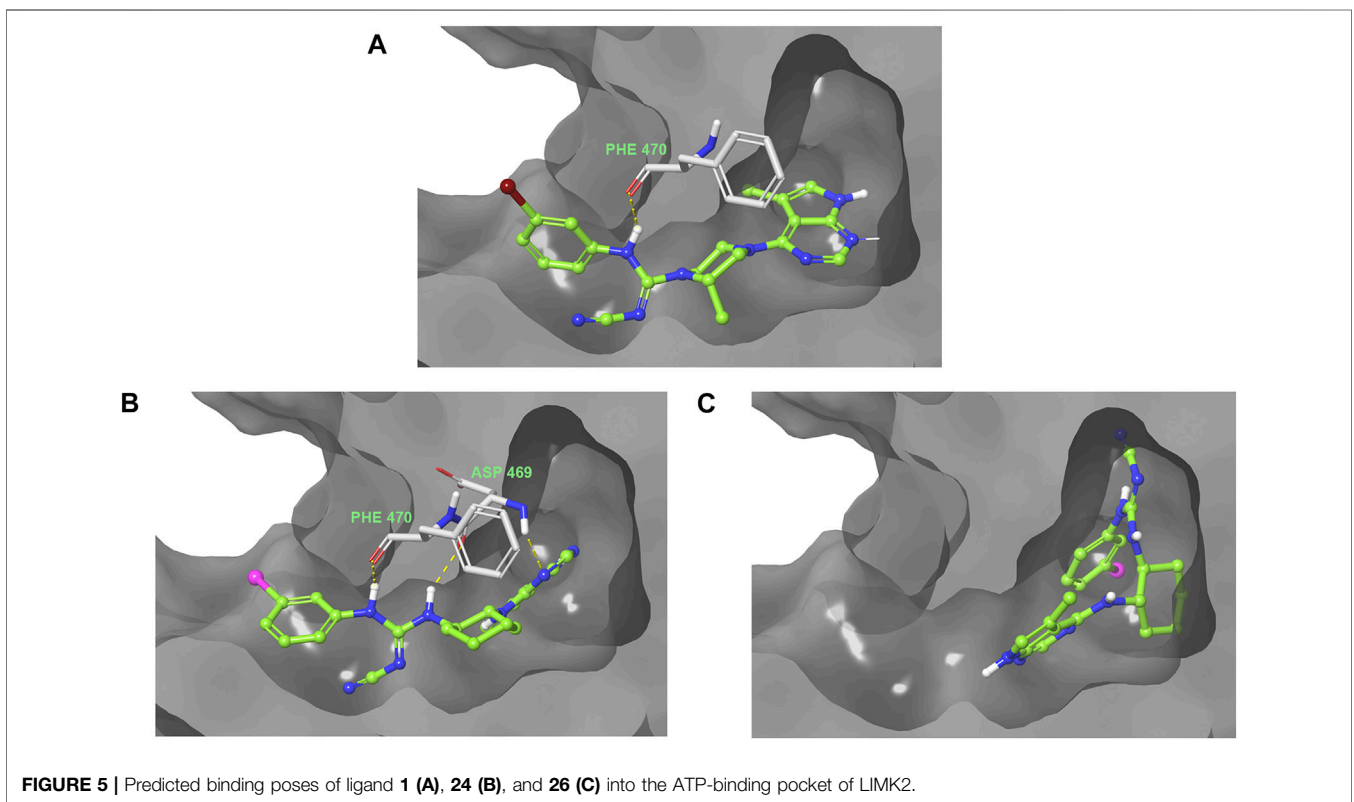 A
PHE 470
B
C
ASP 469
PHE 470
FIGURE 5 | Predicted binding poses of ligand 1 (A), 24 (B), and 26 (C) into the ATP-binding pocket of LIMK2.